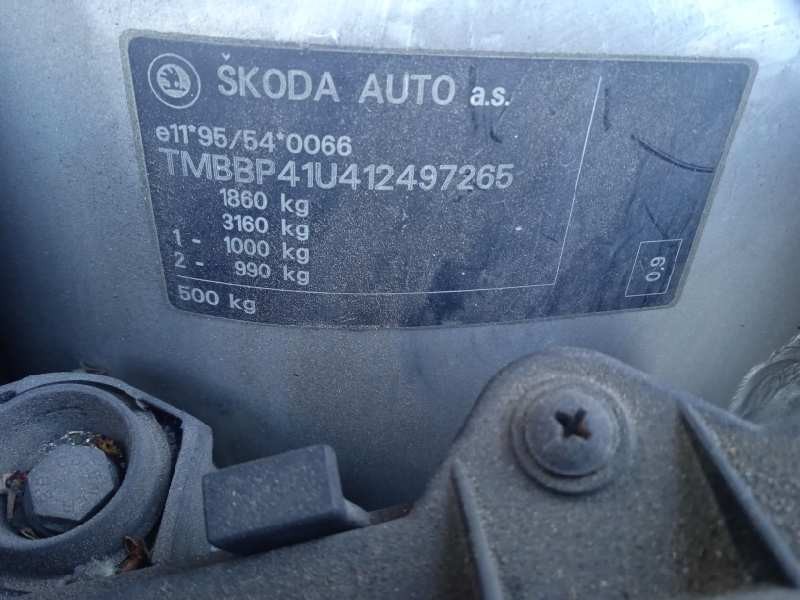 ŠKODA AUTO a.s.
e11*95/54*0066
TMBBP41U412497265
1860 kg
3160 kg
1 - 1000 kg
2 - 990 kg
500 kg
0.9